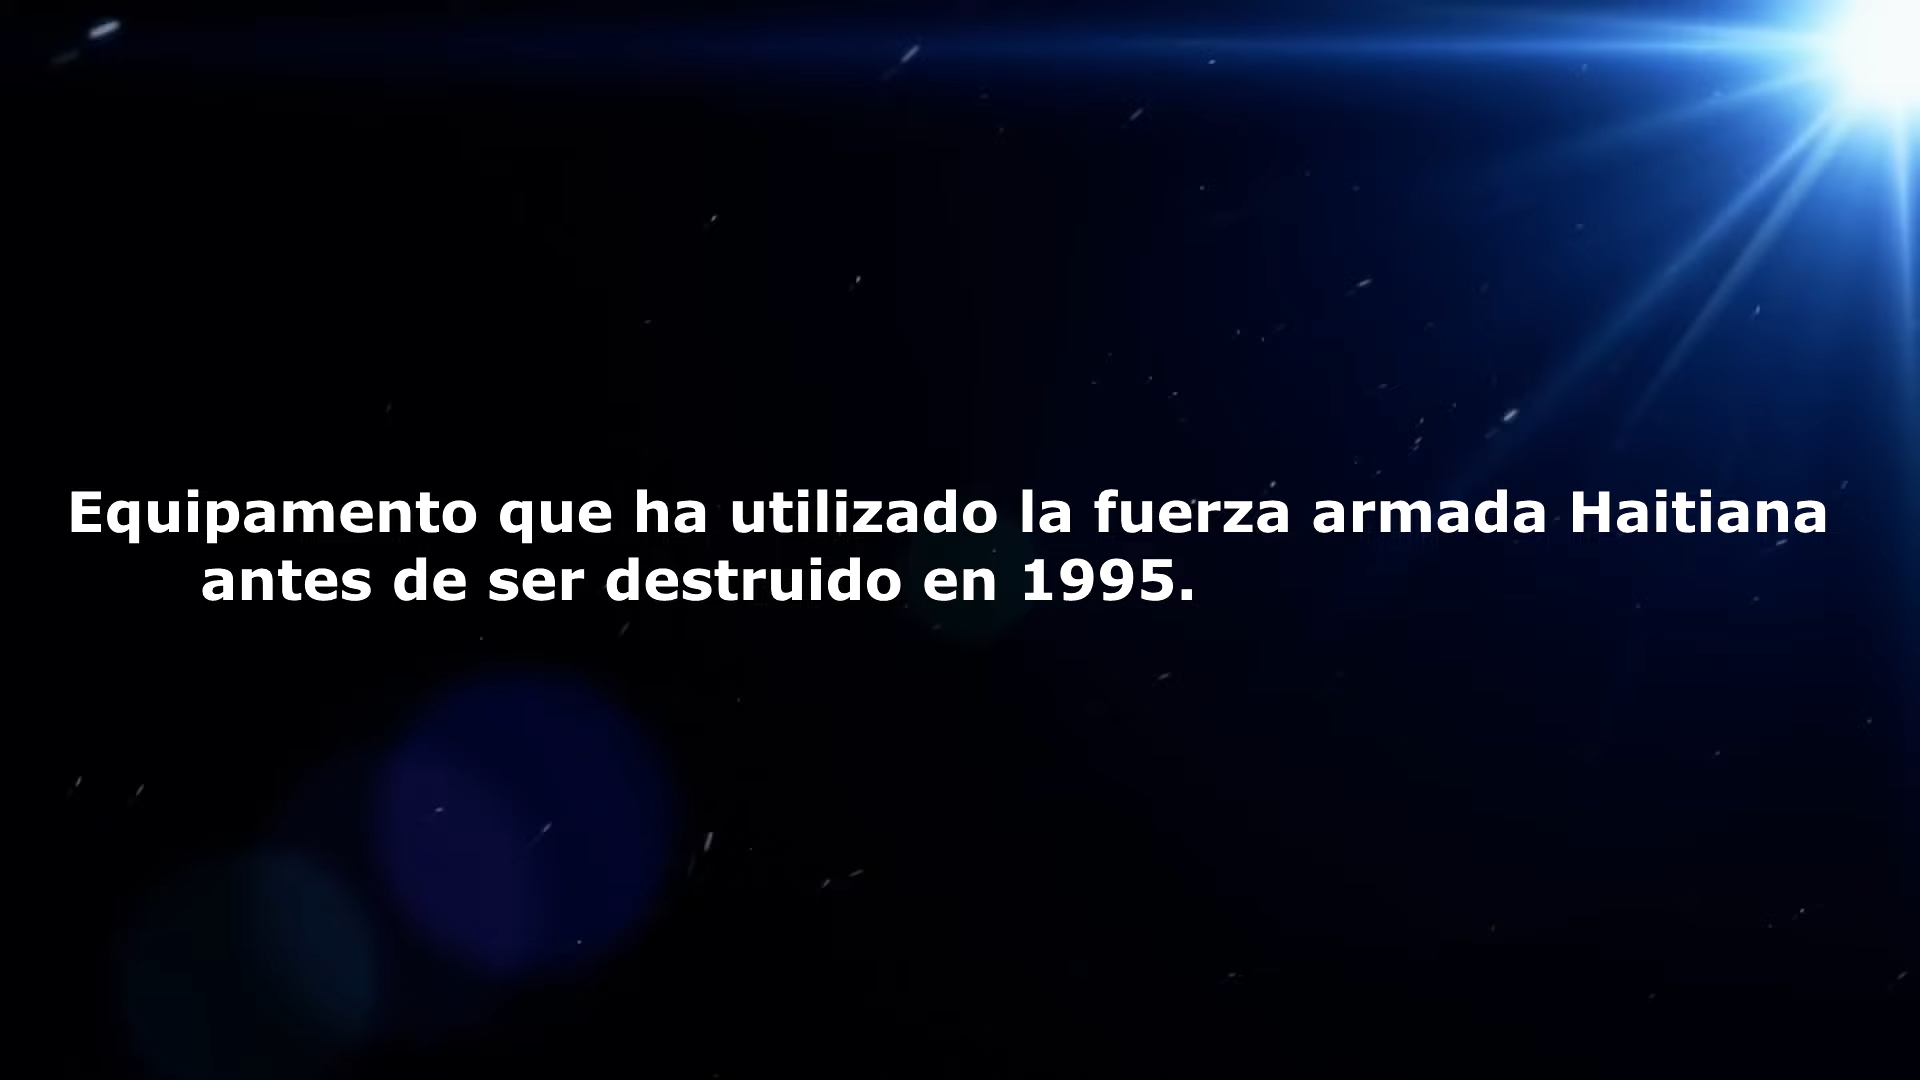 Equipamento que ha utilizado la fuerza armada Haitiana
antes de ser destruido en 1995.